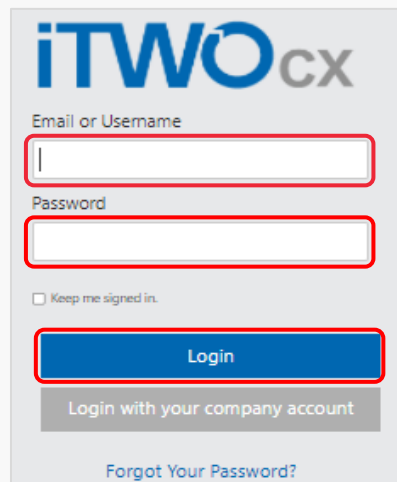 iTWOcx
Email or Username
Password
Keep me signed in.
Login
Login with your company account
Forgot Your Password?